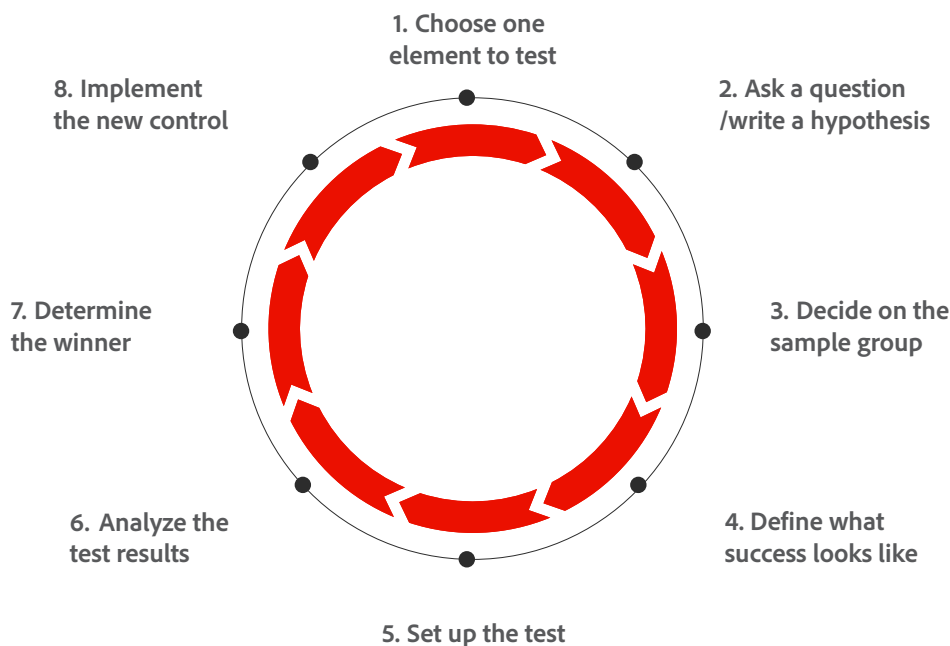 1. Choose one
element to test
2. Ask a question
/write a hypothesis
3. Decide on the
sample group
4. Define what
success looks like
5. Set up the test
6. Analyze the
test results
7. Determine
the winner
8. Implement
the new control